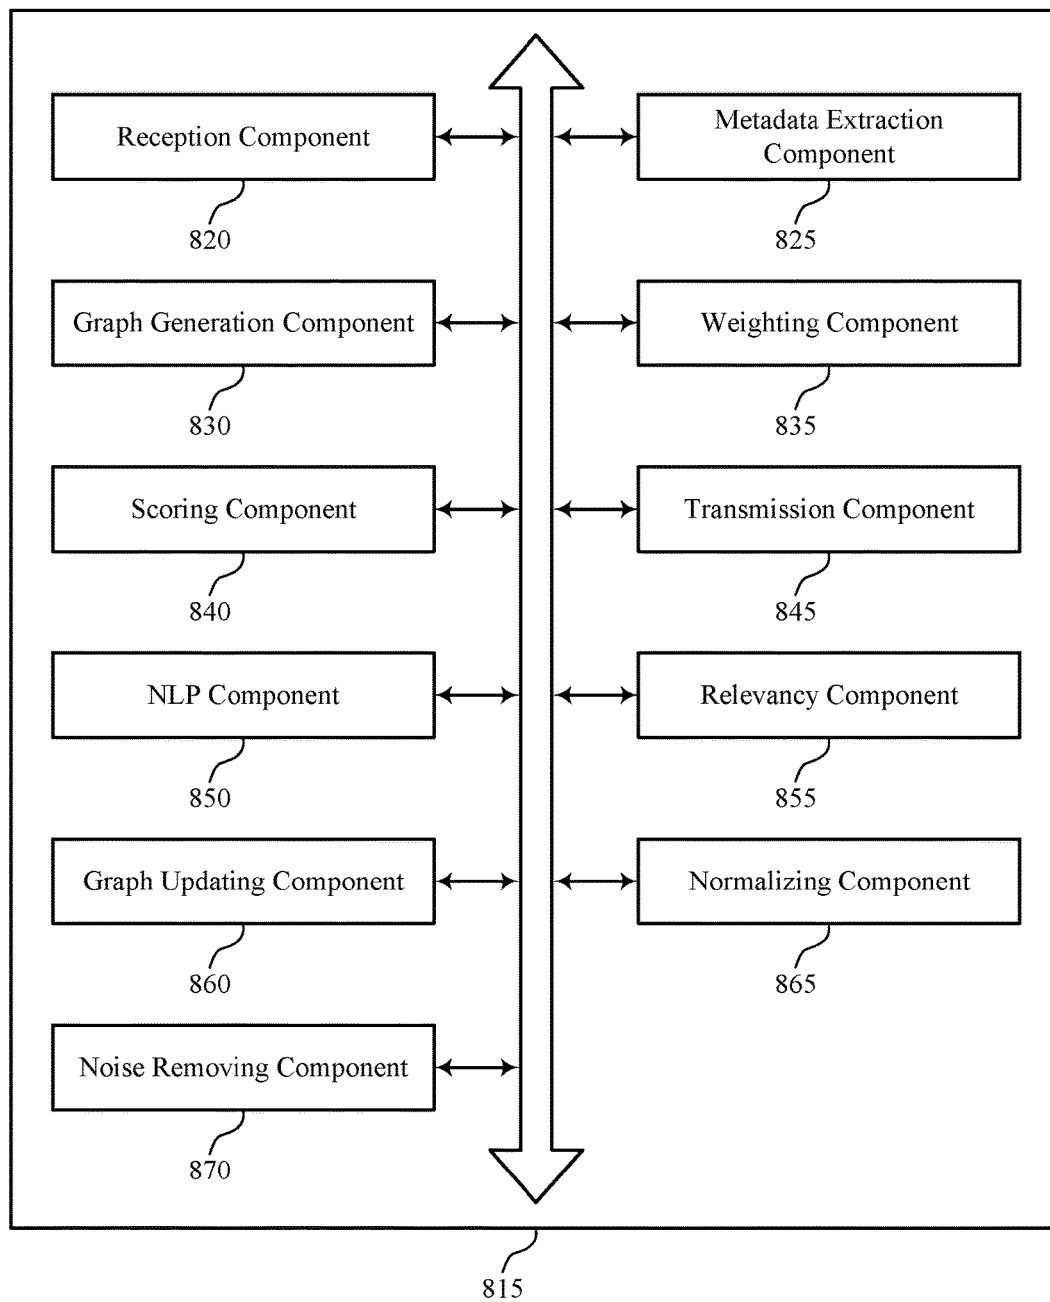 Reception Component
820
Metadata Extraction
Component
825
Graph Generation Component
830
Weighting Component
835
Scoring Component
840
Transmission Component
845
NLP Component
850
Relevancy Component
855
Graph Updating Component
860
Normalizing Component
865
Noise Removing Component
870
815